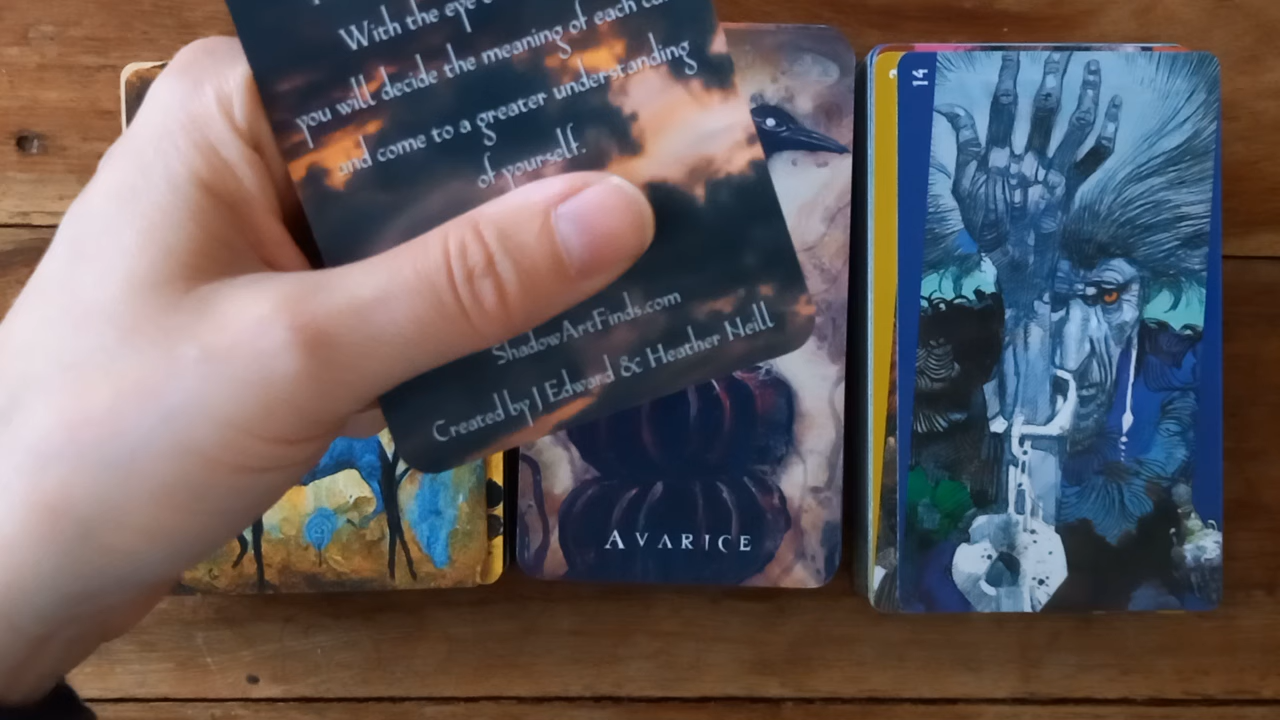 With the eye
you will decide the meaning of each
and come to a greater understanding
of yourself.
ShadowArtFinds.com
Created by J Edward & Heather Neill
AVARICE
14